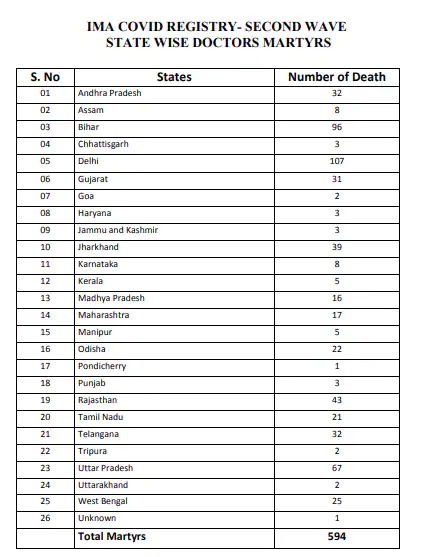 IMA COVID REGISTRY- SECOND WAVE
STATE WISE DOCTORS MARTYRS
S. No States Number of Death
01 Andhra Pradesh 32
02 Assam 8
03 Bihar 96
04 Chhattisgarh 3
05 Delhi 107
06 Gujarat 31
07 Goa 2
08 Haryana 3
09 Jammu and Kashmir 3
10 Jharkhand 39
11 Karnataka 8
12 Kerala 5
13 Madhya Pradesh 16
14 Maharashtra 17
15 Manipur 5
16 Odisha 22
17 Pondicherry 1
18 Punjab 3
19 Rajasthan 43
20 Tamil Nadu 21
21 Telangana 32
22 Tripura 2
23 Uttar Pradesh 67
24 Uttarakhand 2
25 West Bengal 25
26 Unknown 1
Total Martyrs 594